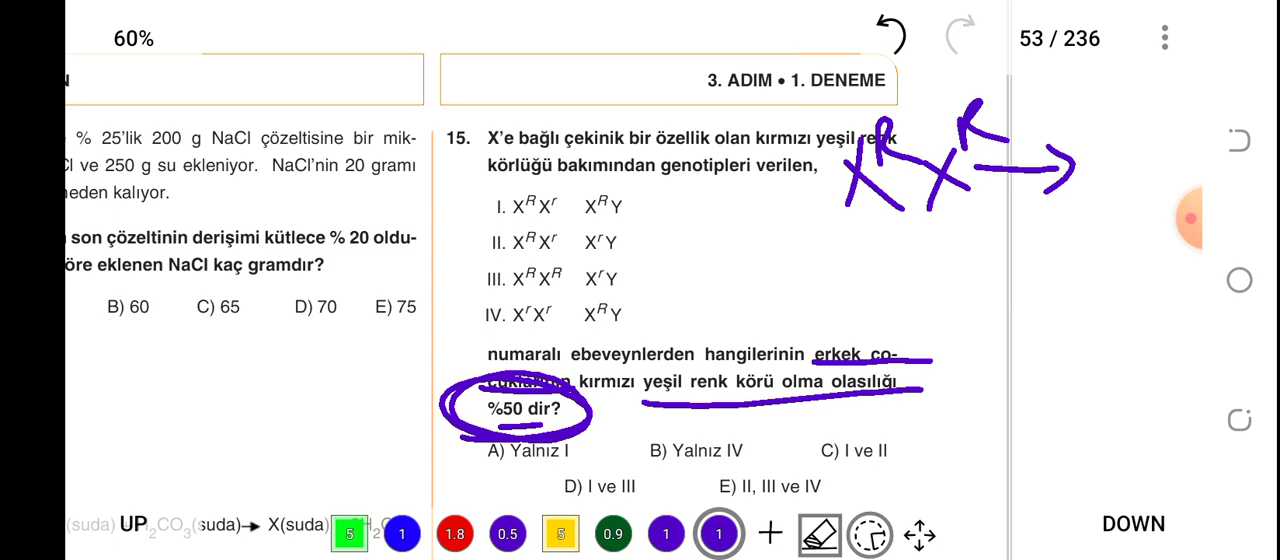 60%
53 / 236
N
3. ADIM • 1. DENEME
% 25'lik 200 g NaCl çözeltisine bir mik-
Cl ve 250 g su ekleniyor. NaCl'nin 20 gramı
neden kalıyor.
son çözeltinin derişimi kütlece % 20 oldu-
öre eklenen NaCl kaç gramdır?
B) 60 C) 65 D) 70 E) 75
15. X'e bağlı çekinik bir özellik olan kırmızı yeşil renk
körlüğü bakımından genotipleri verilen,
X^R X^R →
I. X^R X^r X^R Y
II. X^R X^r X^r Y
III. X^R X^R X^r Y
IV. X^r X^r X^R Y
numaralı ebeveynlerden hangilerinin erkek ço-
cuklarının kırmızı yeşil renk körü olma olasılığı
%50 dir?
A) Yalnız I B) Yalnız IV C) I ve II
D) I ve III E) II, III ve IV
(suda) UP H2CO3(suda) → X(suda)
5 1 1.8 0.5 5 0.9 1 1
DOWN